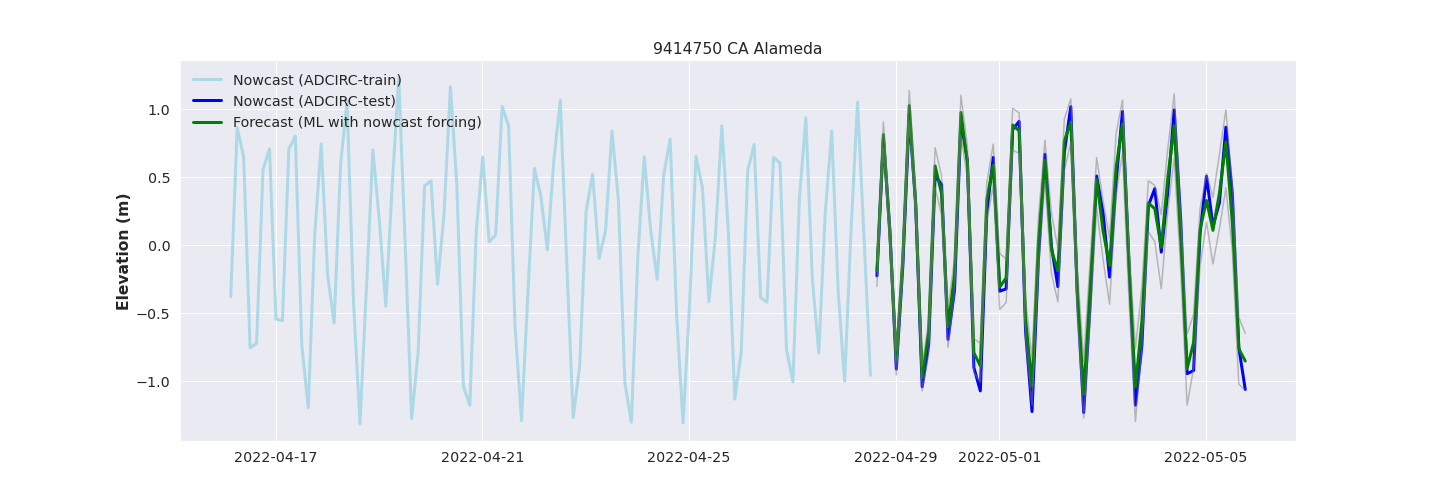 9414750 CA Alameda
Nowcast (ADCIRC-train)
Nowcast (ADCIRC-test)
Forecast (ML with nowcast forcing)
Elevation (m)
1.0
0.5
0.0
−0.5
−1.0
2022-04-17
2022-04-21
2022-04-25
2022-04-29
2022-05-01
2022-05-05